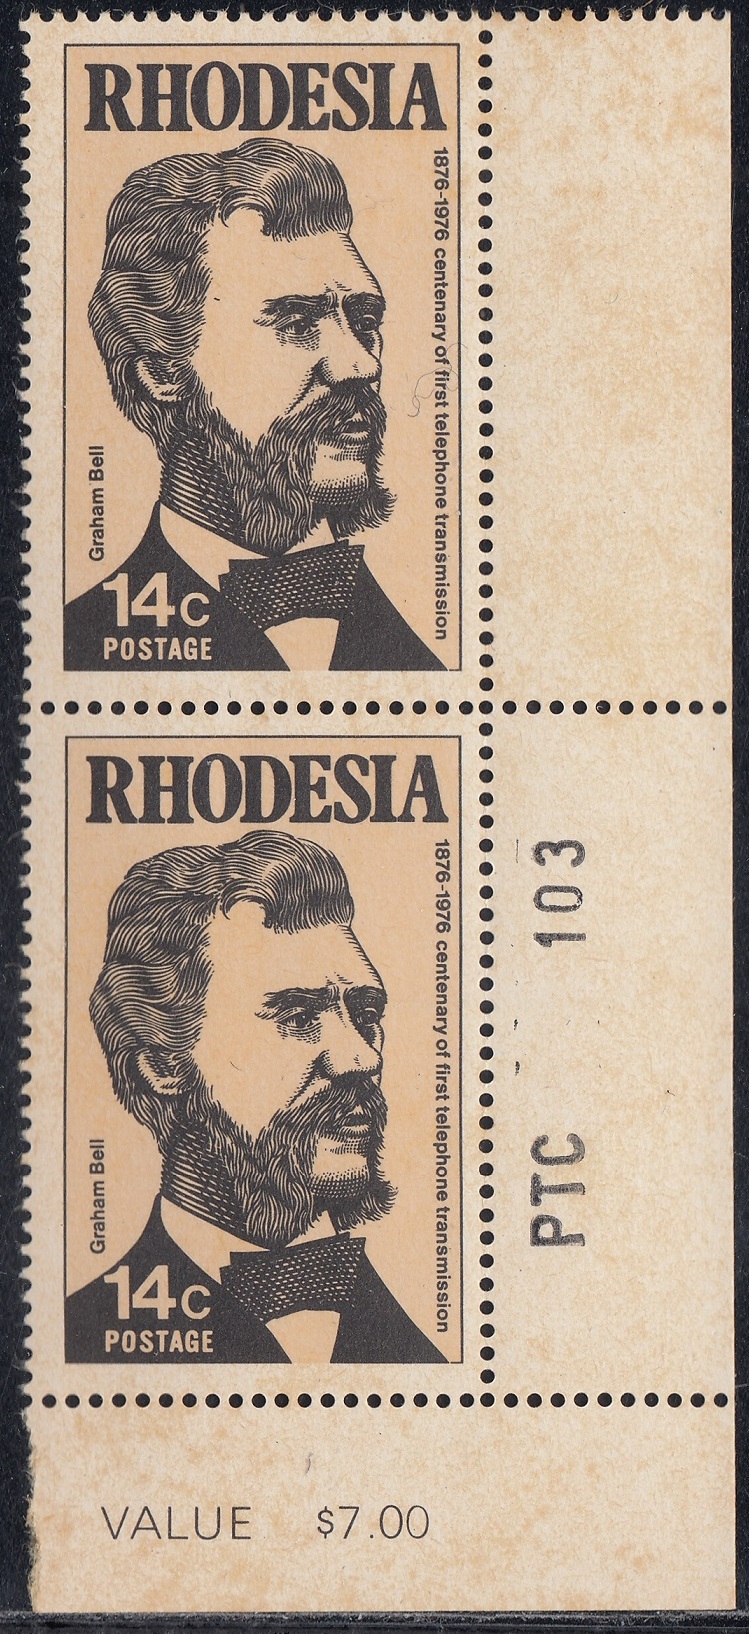 RHODESIA
1876-1976 centenary of first telephone transmission
Graham Bell
14c
POSTAGE
RHODESIA
1876-1976 centenary of first telephone transmission
Graham Bell
14c
POSTAGE
PTC 103
VALUE $7.00